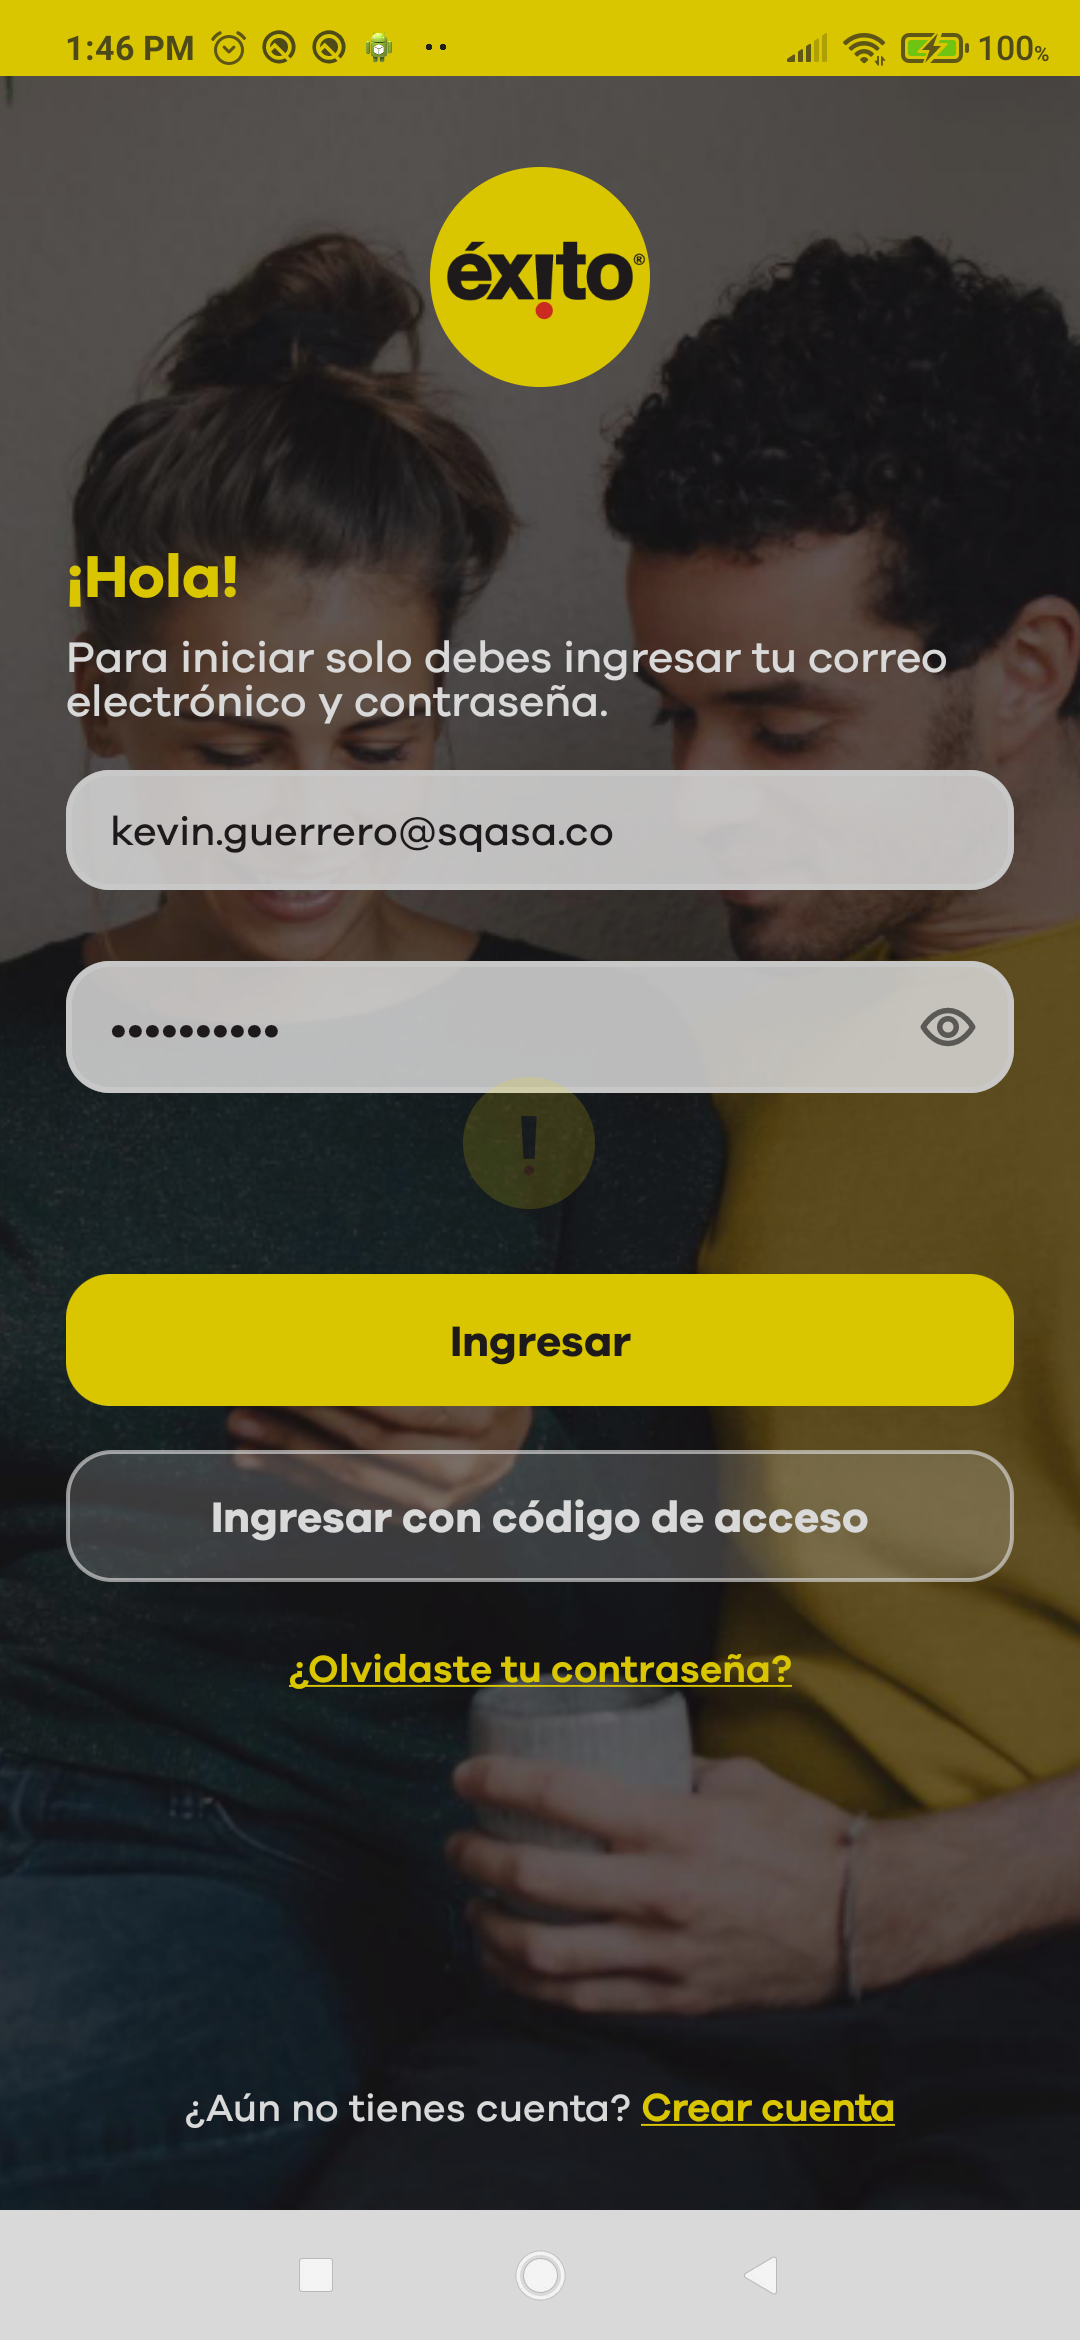 1:46 PM
100%
éxito®
¡Hola!
Para iniciar solo debes ingresar tu correo
electrónico y contraseña.
kevin.guerrero@sqasa.co
••••••••••
!
Ingresar
Ingresar con código de acceso
¿Olvidaste tu contraseña?
¿Aún no tienes cuenta? Crear cuenta